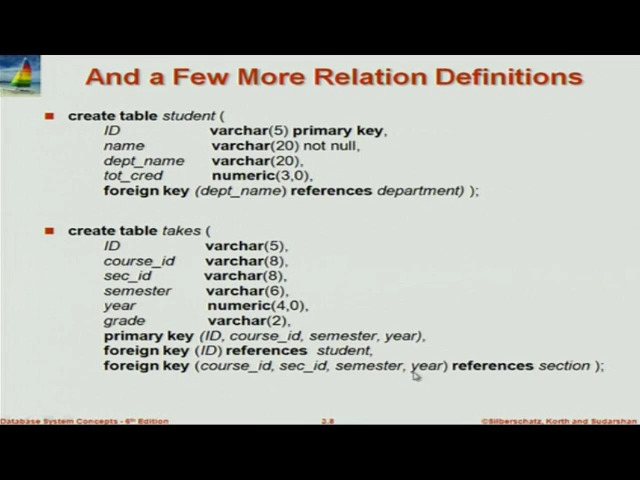 And a Few More Relation Definitions
create table student (
ID varchar(5) primary key,
name varchar(20) not null,
dept_name varchar(20),
tot_cred numeric(3,0),
foreign key (dept_name) references department) );
create table takes (
ID varchar(5),
course_id varchar(8),
sec_id varchar(8),
semester varchar(6),
year numeric(4,0),
grade varchar(2),
primary key (ID, course_id, semester, year),
foreign key (ID) references student,
foreign key (course_id, sec_id, semester, year) references section );
Database System Concepts - 6th Edition 3.8 ©Silberschatz, Korth and Sudarshan